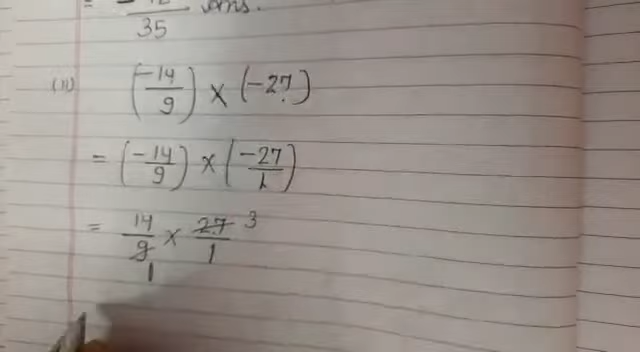 35
(ii) (-14/9) × (-27)
= (-14/9) × (-27/1)
= 14/9 × 27/1 3
1